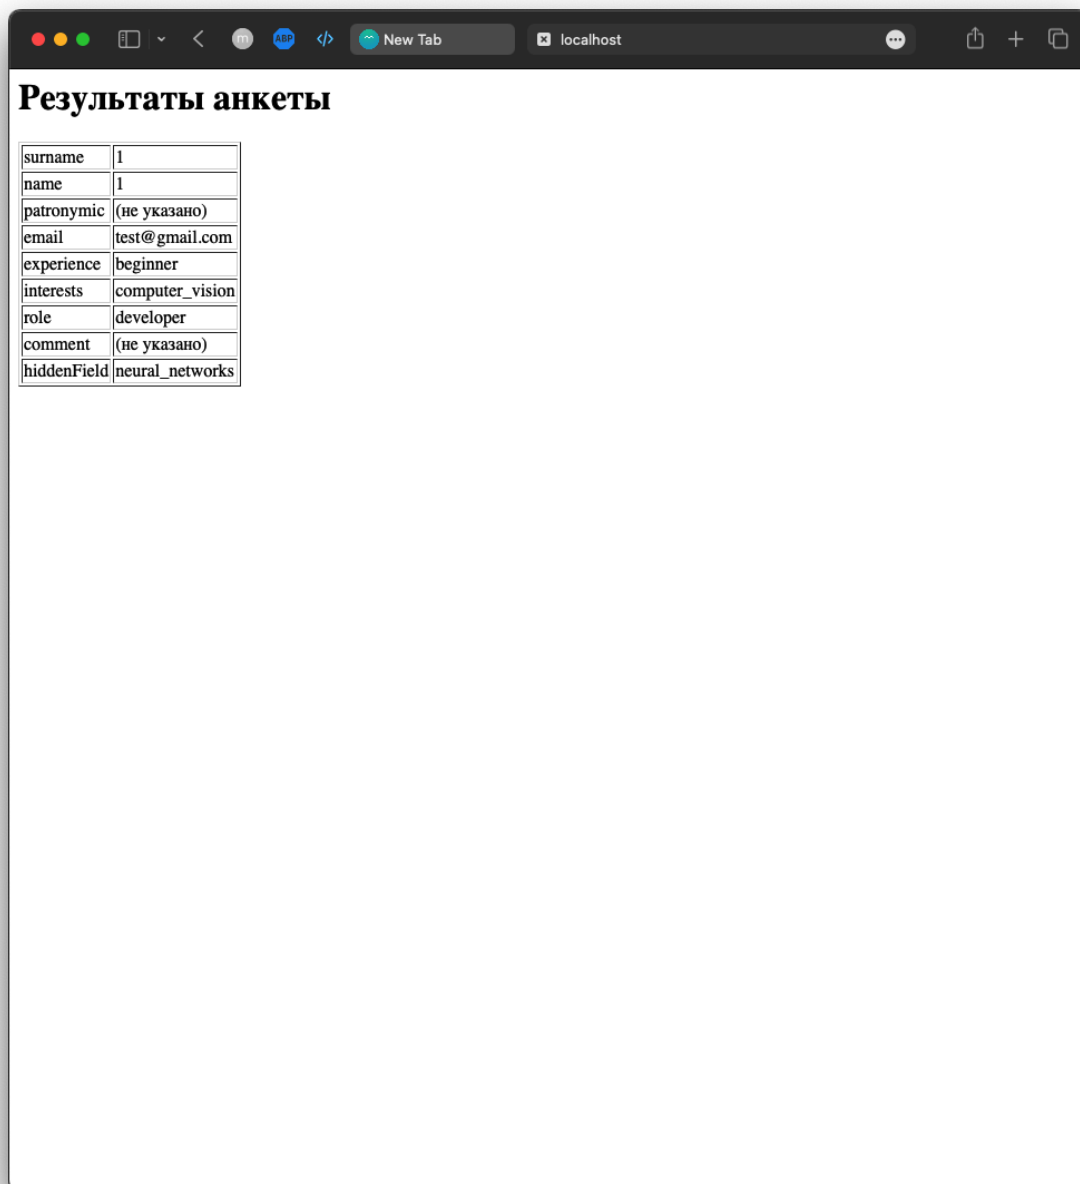 m ABP </> New Tab localhost
Результаты анкеты
surname 1
name 1
patronymic (не указано)
email test@gmail.com
experience beginner
interests computer_vision
role developer
comment (не указано)
hiddenField neural_networks